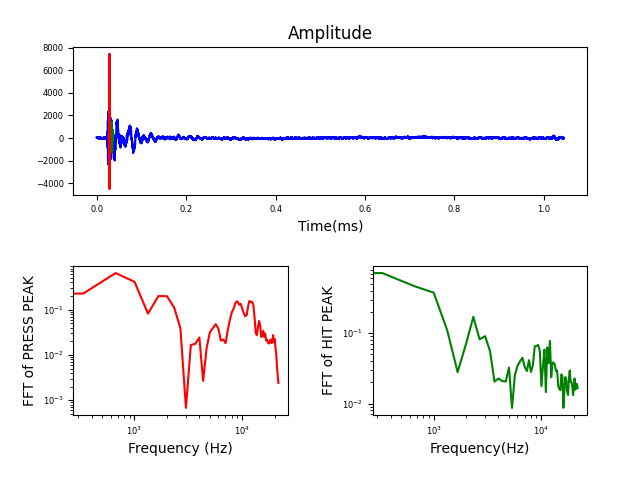 Amplitude
8000
6000
4000
2000
0
−2000
−4000
0.0 0.2 0.4 0.6 0.8 1.0
Time(ms)
FFT of PRESS PEAK
10⁻¹
10⁻²
10⁻³
10³ 10⁴
Frequency (Hz)
FFT of HIT PEAK
10⁻¹
10⁻²
10³ 10⁴
Frequency(Hz)